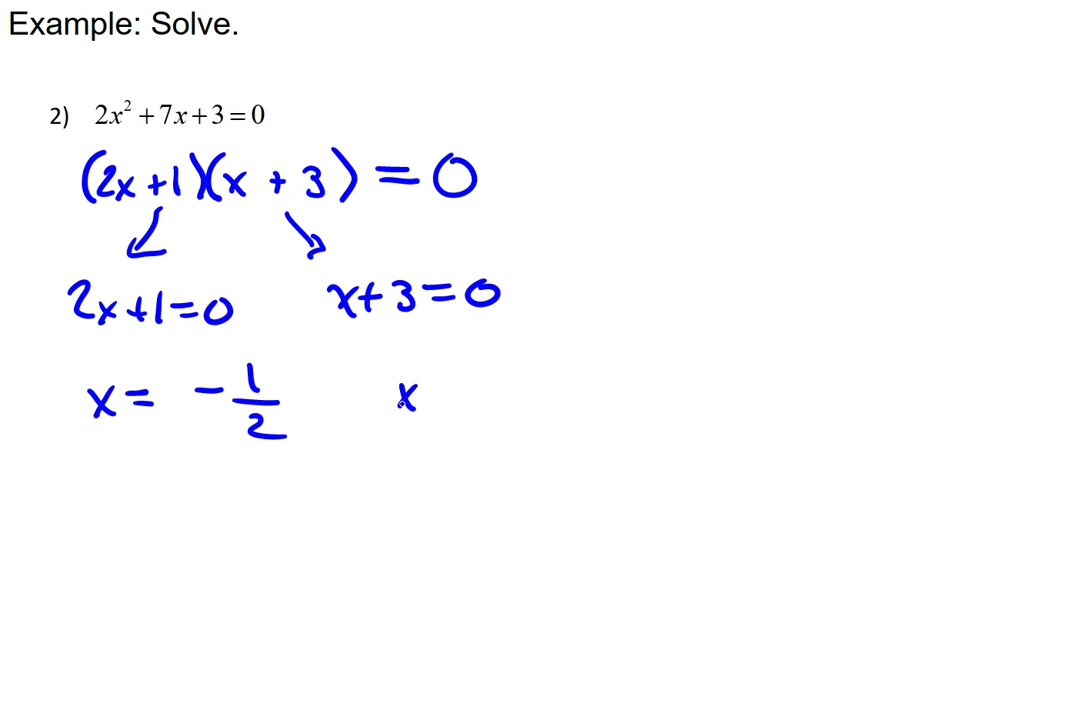 Example: Solve.
2) 2x² + 7x + 3 = 0
(2x + 1)(x + 3) = 0
2x + 1 = 0 x + 3 = 0
x = - 1/2 x